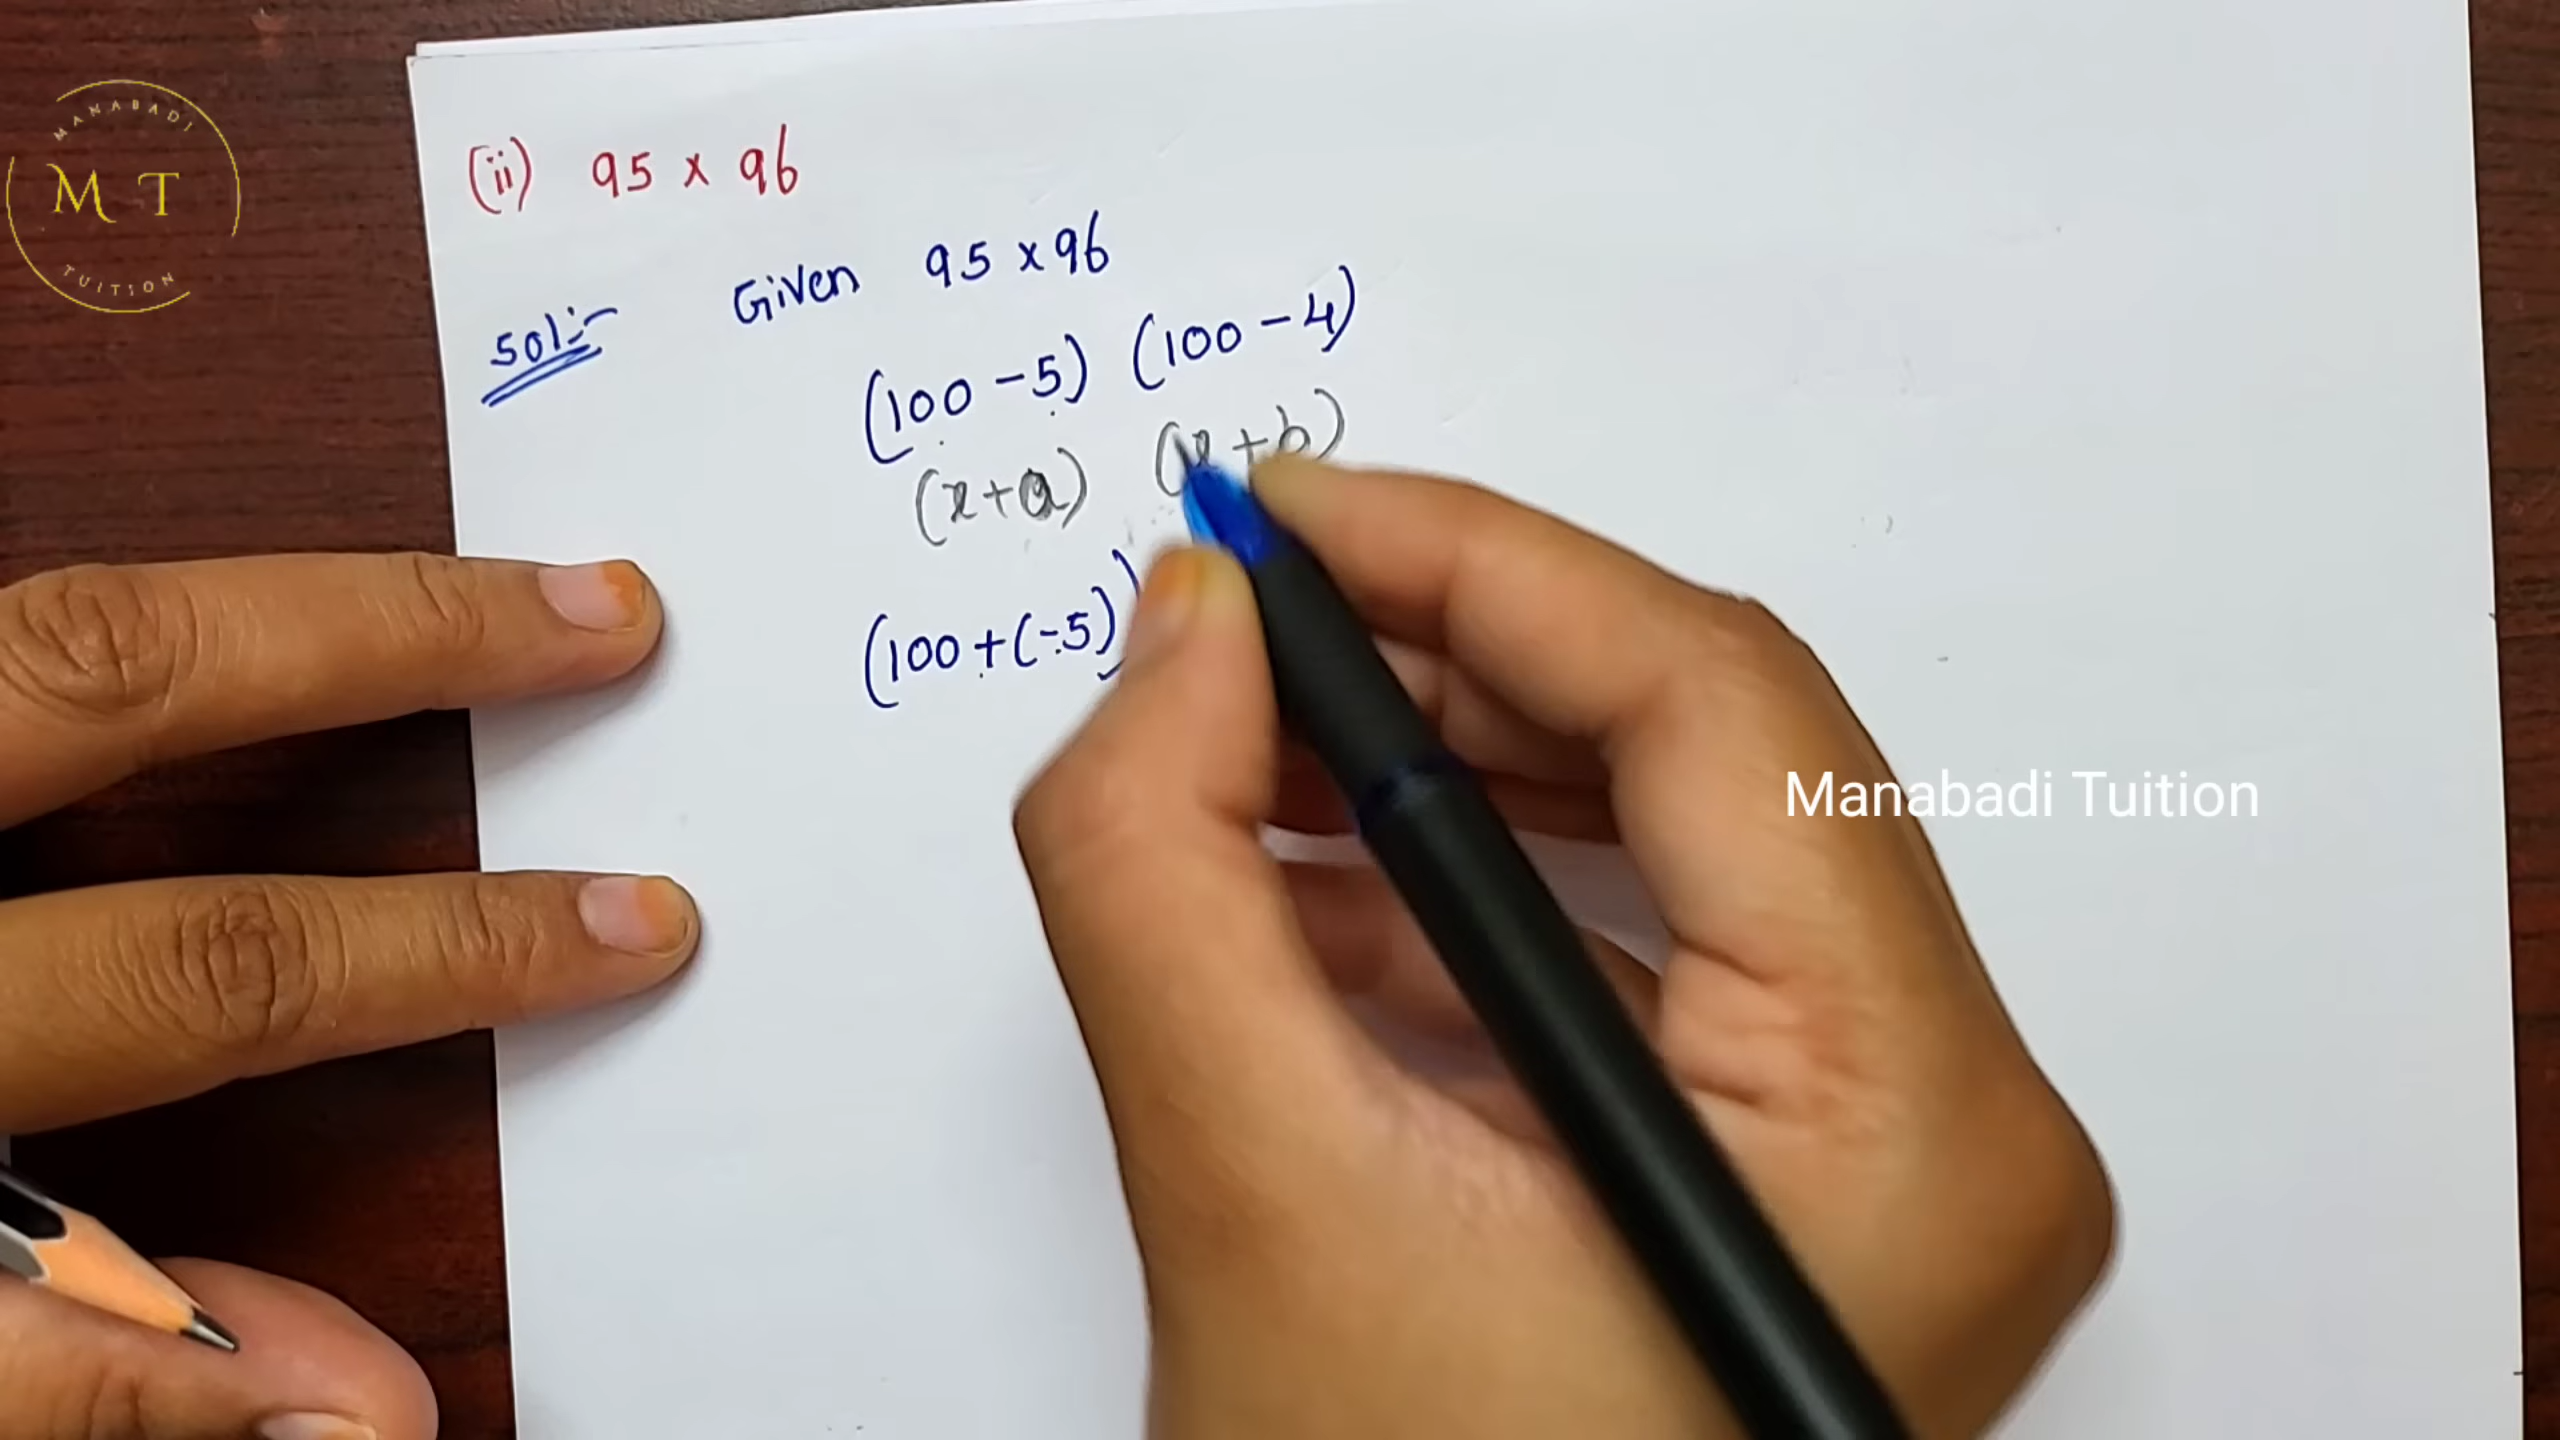 MANABADI
M T
TUITION
(ii) 95 x 96
Sol:- Given 95 x 96
(100 - 5) (100 - 4)
(x+a) (x+b)
(100 + (-5))
Manabadi Tuition